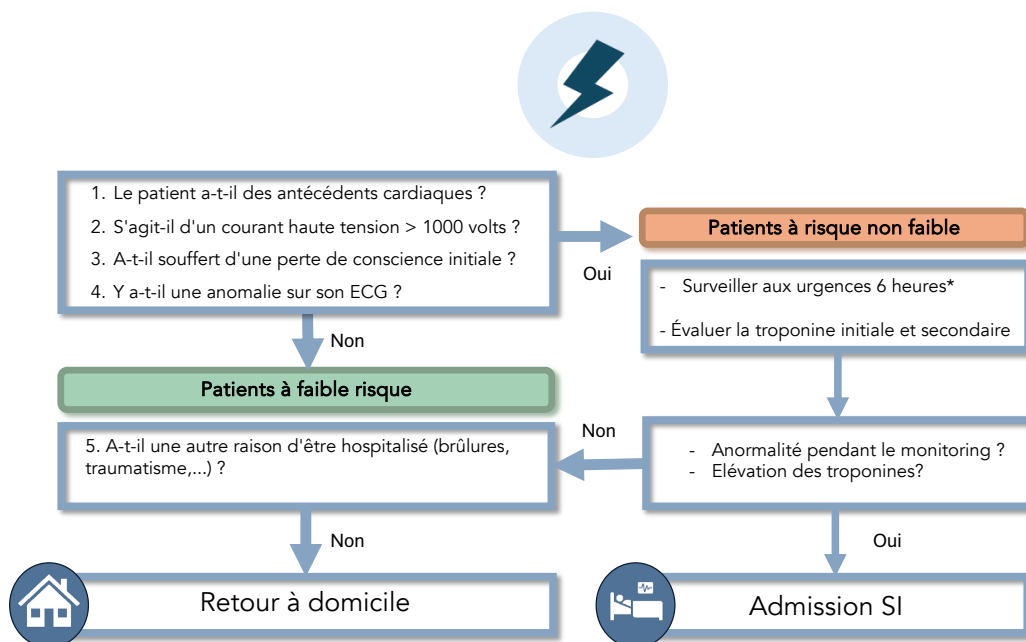 1. Le patient a-t-il des antécédents cardiaques ?
2. S'agit-il d'un courant haute tension > 1000 volts ?
3. A-t-il souffert d'une perte de conscience initiale ?
4. Y a-t-il une anomalie sur son ECG ?
Oui
Patients à risque non faible
- Surveiller aux urgences 6 heures*
- Évaluer la troponine initiale et secondaire
Non
Patients à faible risque
5. A-t-il une autre raison d'être hospitalisé (brûlures,
traumatisme,...) ?
Non
- Anormalité pendant le monitoring ?
- Elévation des troponines?
Non
Oui
Retour à domicile
Admission SI